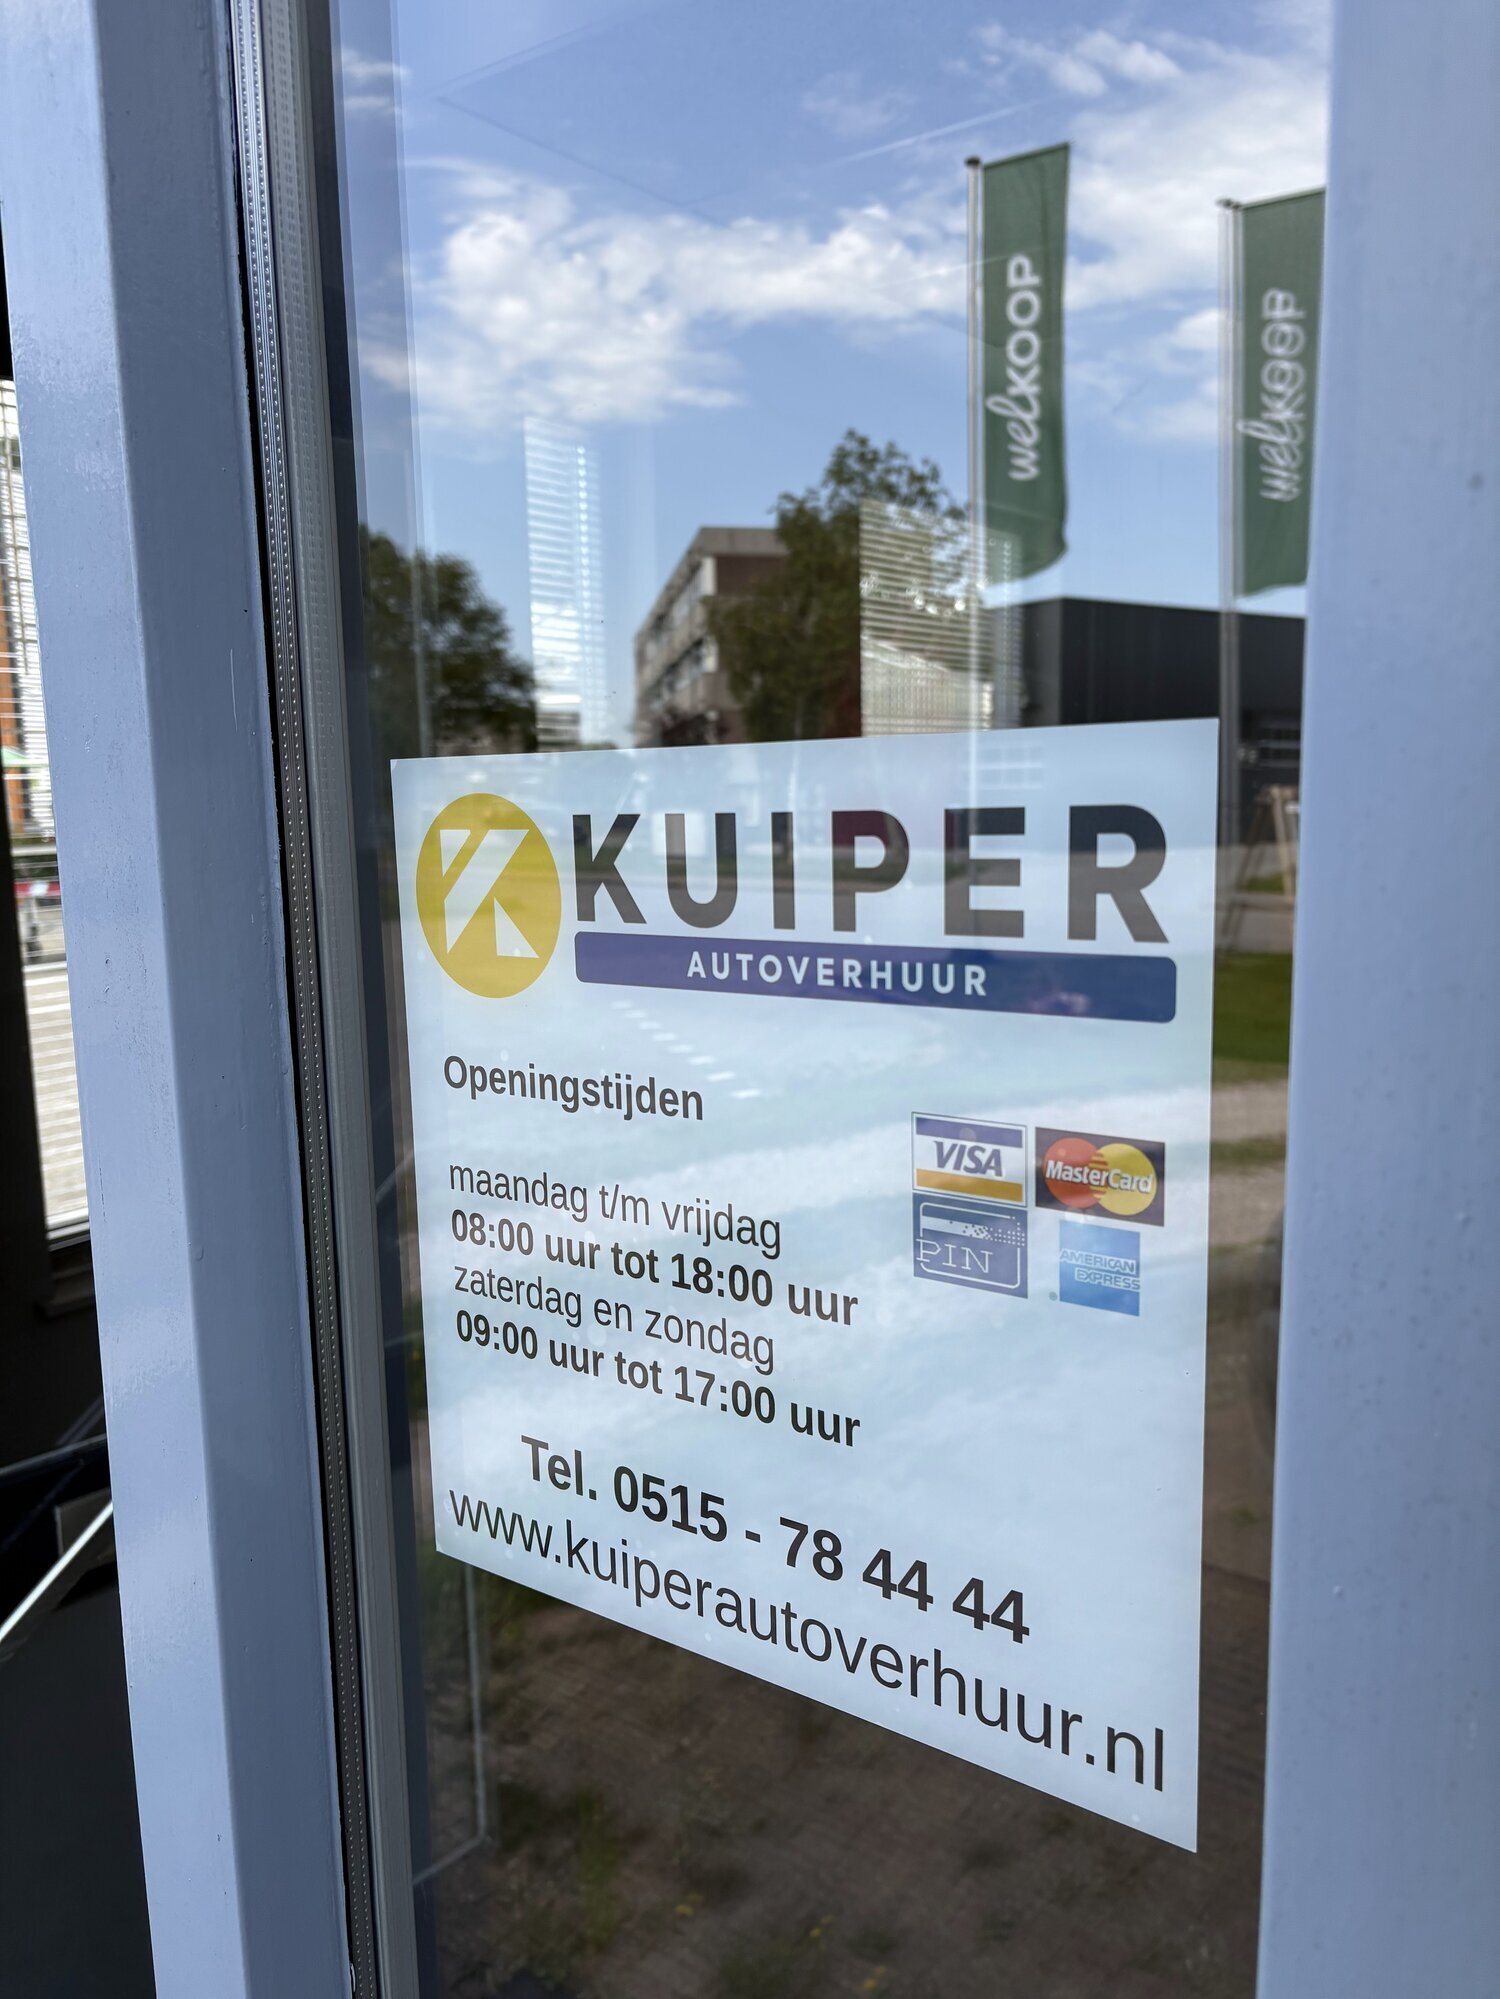 welkoop
welkoop
KUIPER
AUTOVERHUUR
Openingstijden
maandag t/m vrijdag
08:00 uur tot 18:00 uur
zaterdag en zondag
09:00 uur tot 17:00 uur
VISA
MasterCard
PIN
AMERICAN
EXPRESS
Tel. 0515 - 78 44 44
www.kuiperautoverhuur.nl